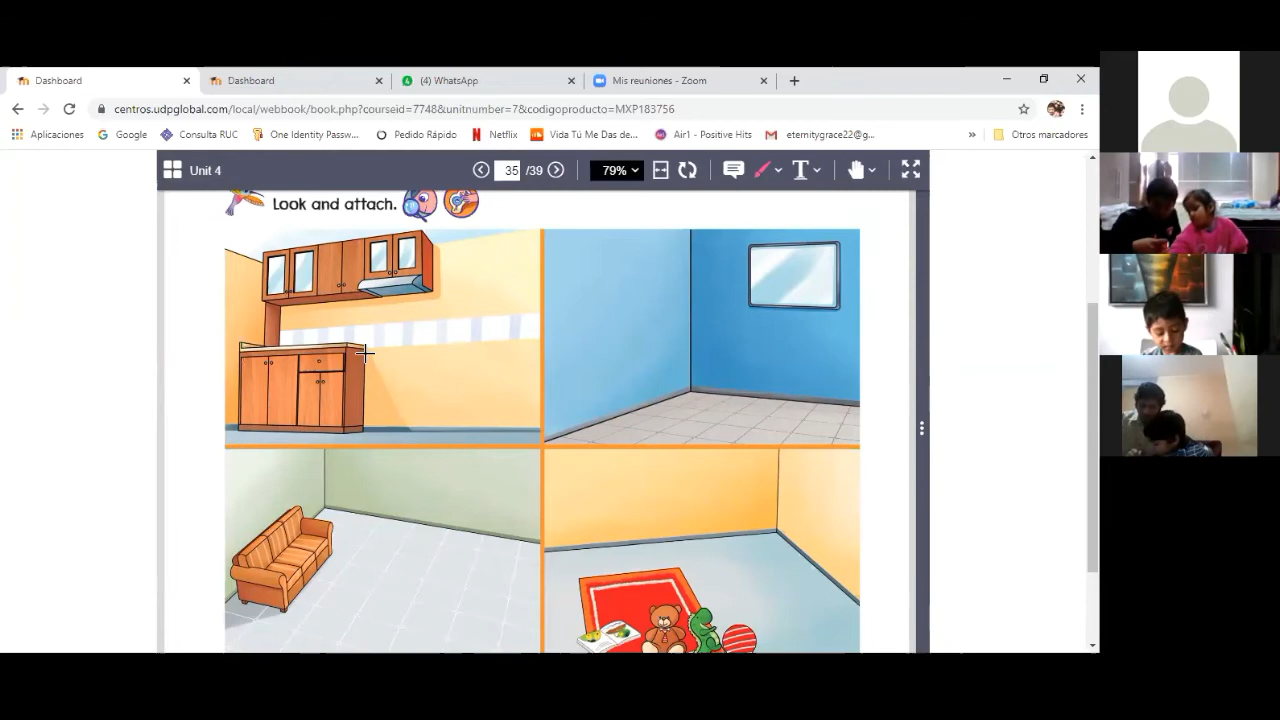 Dashboard
Dashboard
(4) WhatsApp
Mis reuniones - Zoom
centros.udpglobal.com/local/webbook/book.php?courseid=7748&unitnumber=7&codigoproducto=MXP183756
Aplicaciones
Google
Consulta RUC
One Identity Passw...
Pedido Rápido
Netflix
Vida Tú Me Das de...
Air1 - Positive Hits
eternitygrace22@g...
»
Otros marcadores
Unit 4
35 /39
79%
Look and attach.